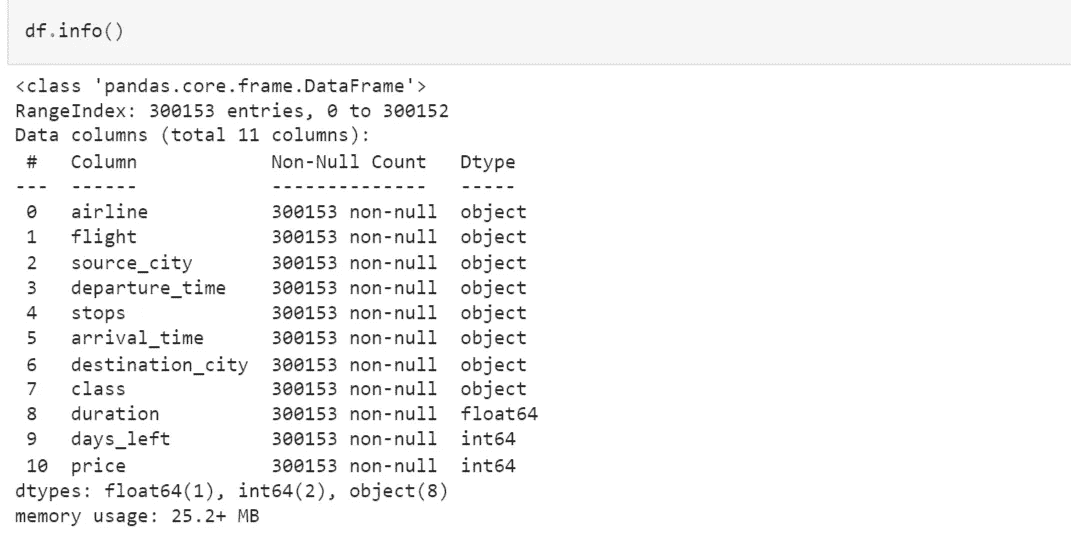 df.info()
<class 'pandas.core.frame.DataFrame'>
RangeIndex: 300153 entries, 0 to 300152
Data columns (total 11 columns):
 #   Column            Non-Null Count   Dtype
---  ------            --------------   -----
 0   airline           300153 non-null  object
 1   flight            300153 non-null  object
 2   source_city       300153 non-null  object
 3   departure_time    300153 non-null  object
 4   stops             300153 non-null  object
 5   arrival_time      300153 non-null  object
 6   destination_city  300153 non-null  object
 7   class             300153 non-null  object
 8   duration          300153 non-null  float64
 9   days_left         300153 non-null  int64
 10  price             300153 non-null  int64
dtypes: float64(1), int64(2), object(8)
memory usage: 25.2+ MB